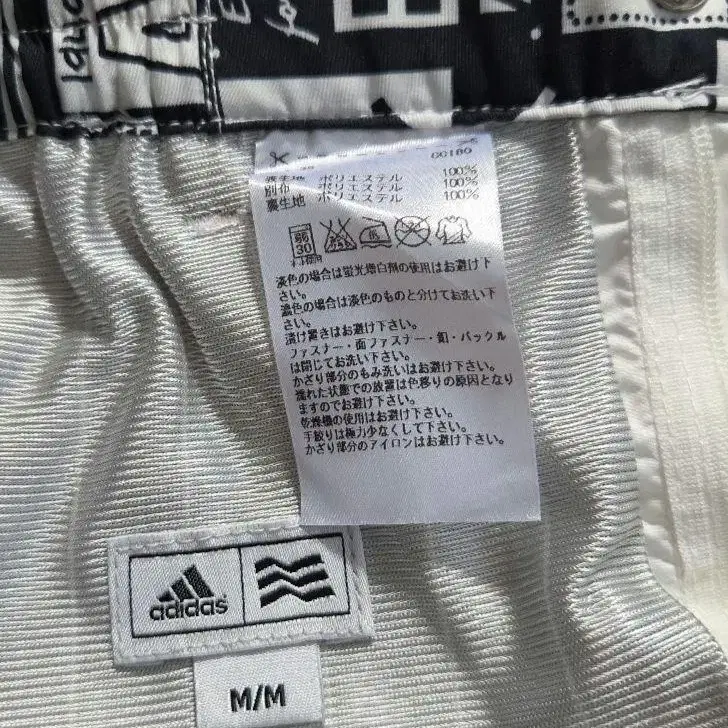 00180
表生地 ポリエステル 100%
別布 ポリエステル 100%
裏生地 ポリエステル 100%
弱
30
淡色の場合は蛍光増白剤の使用はお避け下
さい。
濃色の場合は淡色のものと分けてお洗い下
さい。
漬け置きはお避け下さい。
ファスナー・面ファスナー・釦・バックル
は閉じてお洗い下さい。
かざり部分のもみ洗いはお避け下さい。
濡れた状態での放置は色移りの原因となり
ますのでお避け下さい。
乾燥機の使用はお避け下さい。
手絞りは極力少なくして下さい。
かざり部分のアイロンはお避け下さい。
adidas
M/M